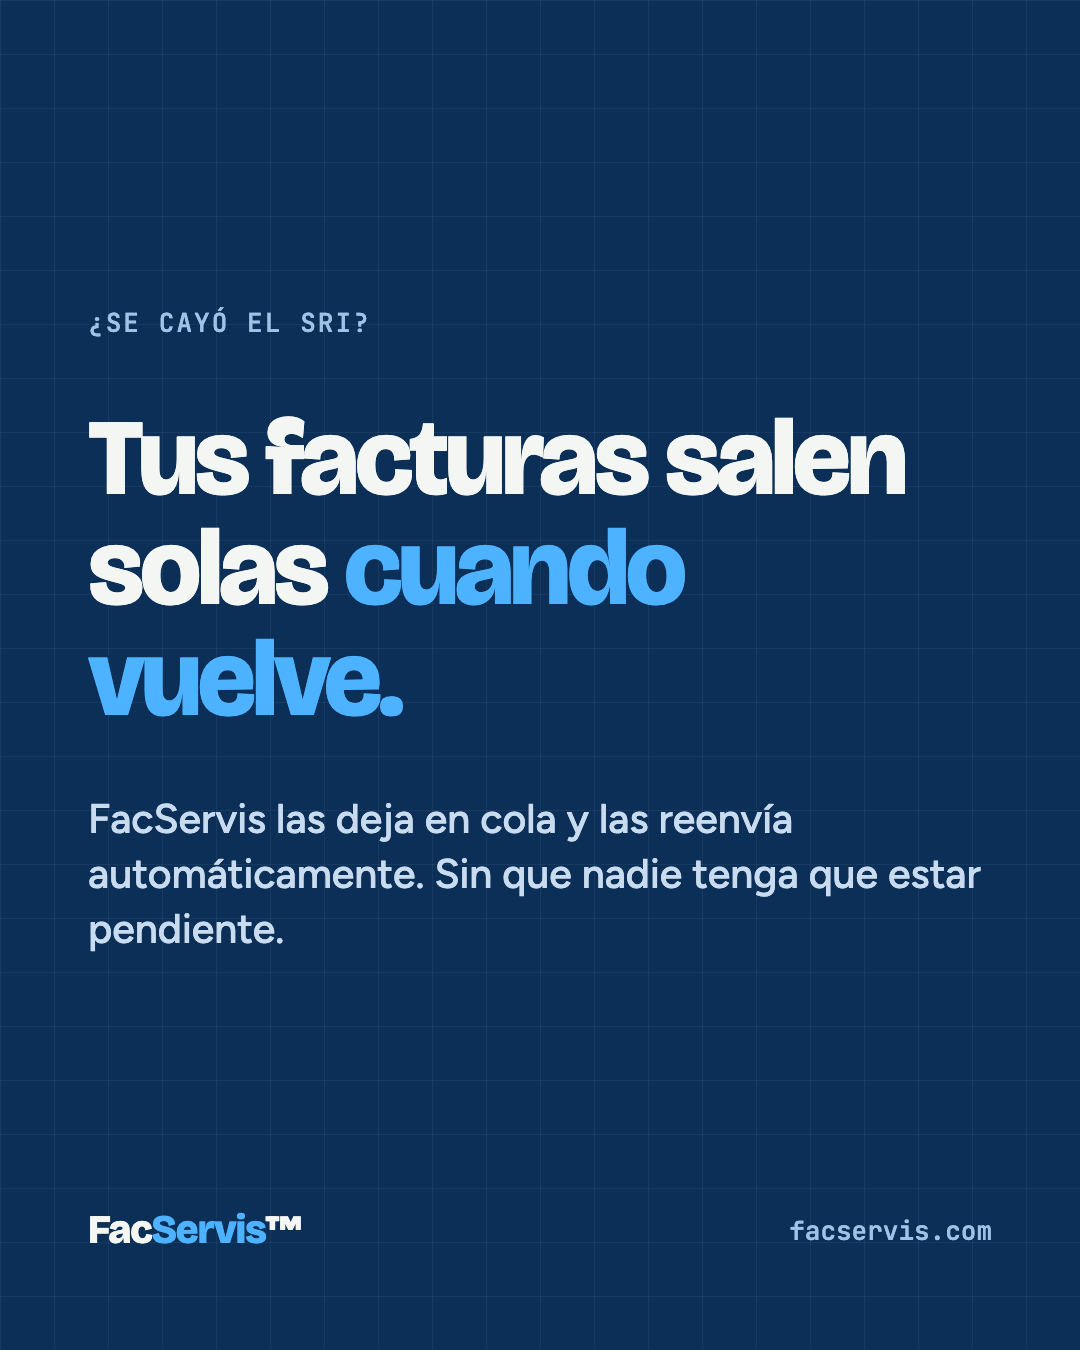 ¿SE CAYÓ EL SRI?
Tus facturas salen
solas cuando
vuelve.
FacServis las deja en cola y las reenvía
automáticamente. Sin que nadie tenga que estar
pendiente.
FacServis™
facservis.com